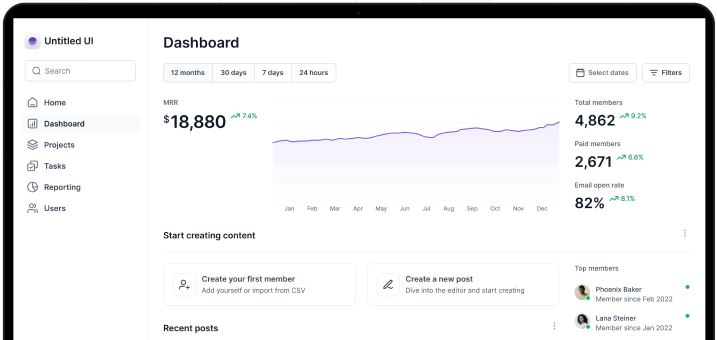 Untitled UI
Search
Home
Dashboard
Projects
Tasks
Reporting
Users
Dashboard
12 months 30 days 7 days 24 hours
Select dates Filters
MRR
$18,880 7.4%
Jan Feb Mar Apr May Jun Jul Aug Sep Oct Nov Dec
Total members
4,862 9.2%
Paid members
2,671 6.6%
Email open rate
82% 8.1%
Start creating content
Create your first member
Add yourself or import from CSV
Create a new post
Dive into the editor and start creating
Top members
Phoenix Baker
Member since Feb 2022
Lana Steiner
Member since Jan 2022
Recent posts